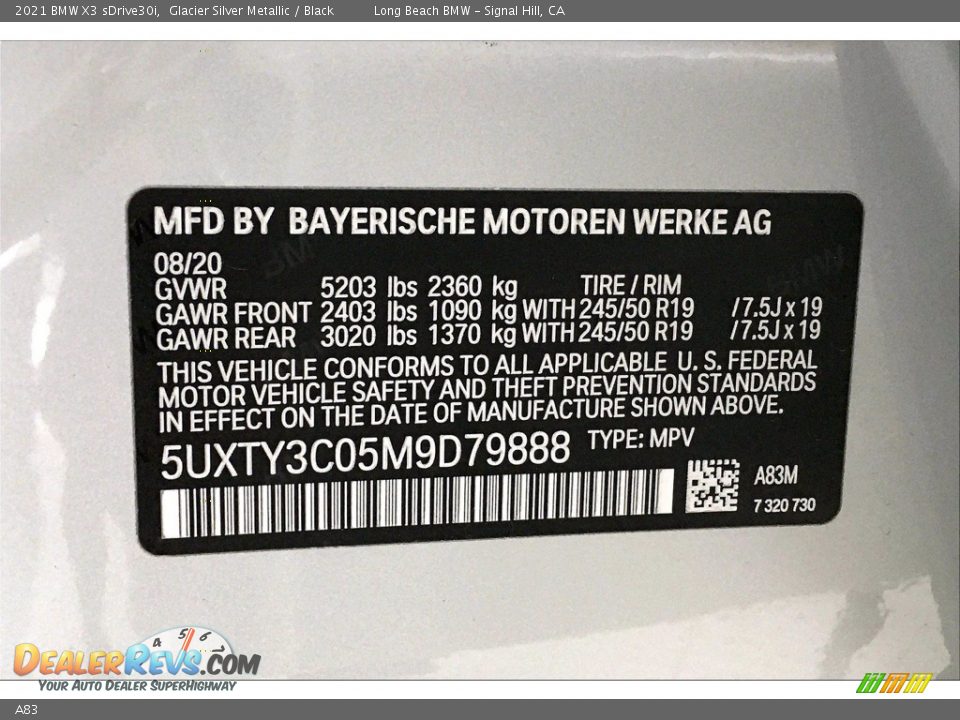 2021 BMW X3 sDrive30i, Glacier Silver Metallic / Black Long Beach BMW - Signal Hill, CA
MFD BY BAYERISCHE MOTOREN WERKE AG
08/20
GVWR 5203 lbs 2360 kg TIRE / RIM
GAWR FRONT 2403 lbs 1090 kg WITH 245/50 R19 /7.5J x 19
GAWR REAR 3020 lbs 1370 kg WITH 245/50 R19 /7.5J x 19
THIS VEHICLE CONFORMS TO ALL APPLICABLE U. S. FEDERAL
MOTOR VEHICLE SAFETY AND THEFT PREVENTION STANDARDS
IN EFFECT ON THE DATE OF MANUFACTURE SHOWN ABOVE.
5UXTY3C05M9D79888 TYPE: MPV
A83M
7 320 730
4 5 6
DEALERREVS.COM
YOUR AUTO DEALER SUPERHIGHWAY
A83